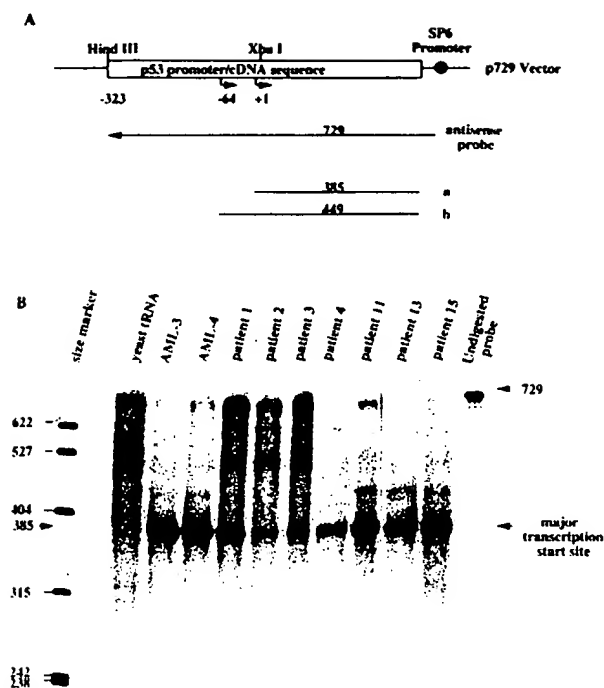 A
SP6
Hind III
Xba I
Promoter
p53 promoter/cDNA sequence
p729 Vector
-323
-64
+1
729
antisense
probe
385
a
449
b
B
size marker
yeast tRNA
AML-3
AML-4
patient 1
patient 2
patient 3
patient 4
patient 11
patient 13
patient 15
Undigested
probe
729
622
527
404
385
major
transcription
start site
315
242
238